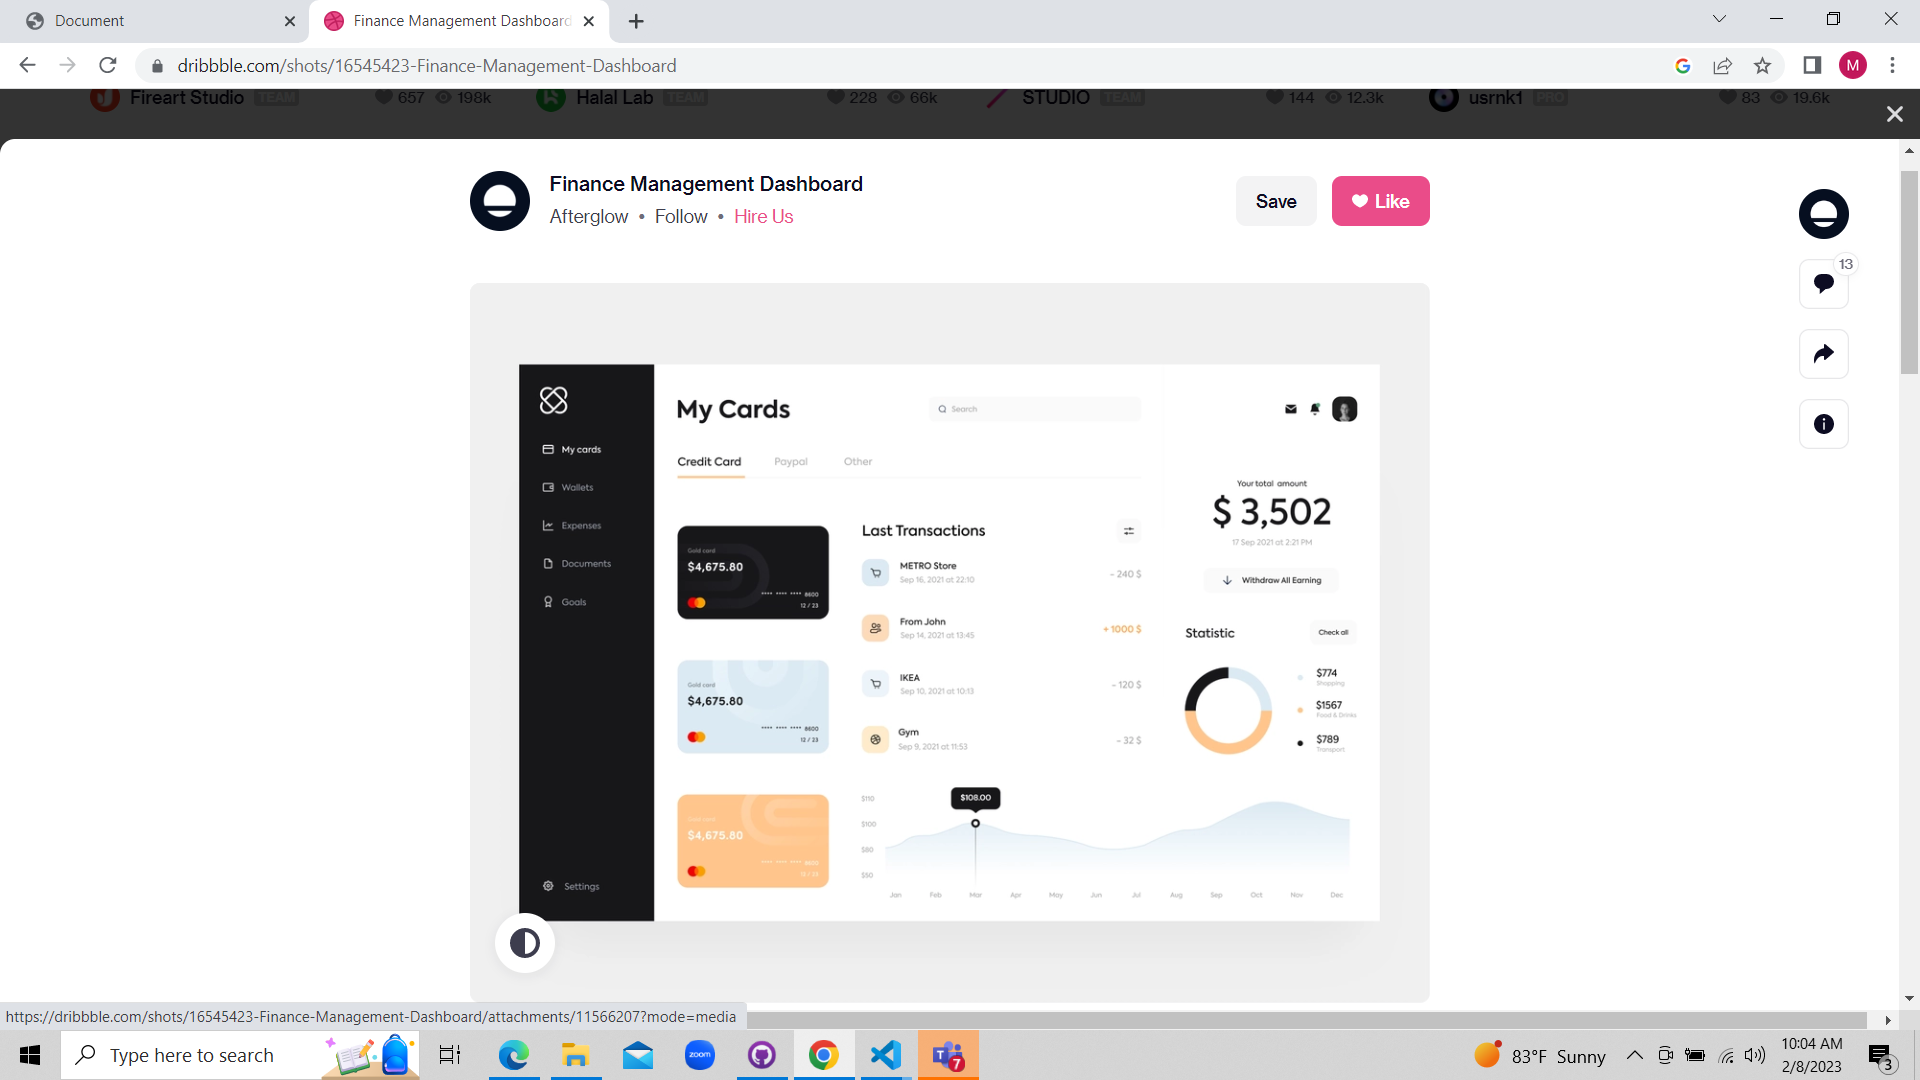 Document
Finance Management Dashboard
dribbble.com/shots/16545423-Finance-Management-Dashboard
M
Fireart Studio TEAM 657 198k Halal Lab TEAM 228 66k STUDIO TEAM 144 12.3k usrnk1 PRO 83 19.6k
Finance Management Dashboard
Afterglow • Follow • Hire Us
Save
Like
13
My Cards
Search
My cards
Wallets
Expenses
Documents
Goals
Settings
Credit Card Paypal Other
Gold card
$4,675.80
•••• •••• •••• 8600
12 / 23
Gold card
$4,675.80
•••• •••• •••• 8600
12 / 23
Gold card
$4,675.80
•••• •••• •••• 8600
12 / 23
Last Transactions
METRO Store
Sep 16, 2021 at 22:10
- 240 $
From John
Sep 14, 2021 at 13:45
+ 1000 $
IKEA
Sep 10, 2021 at 10:13
- 120 $
Gym
Sep 9, 2021 at 11:53
- 32 $
Your total amount
$ 3,502
17 Sep 2021 at 2:21 PM
Withdraw All Earning
Statistic
Check all
$774
Shopping
$1567
Food & Drinks
$789
Transport
$110
$100
$80
$50
$108.00
Jan Feb Mar Apr May Jun Jul Aug Sep Oct Nov Dec
https://dribbble.com/shots/16545423-Finance-Management-Dashboard/attachments/11566207?mode=media
Type here to search
zoom
7
83°F Sunny
10:04 AM
2/8/2023
3